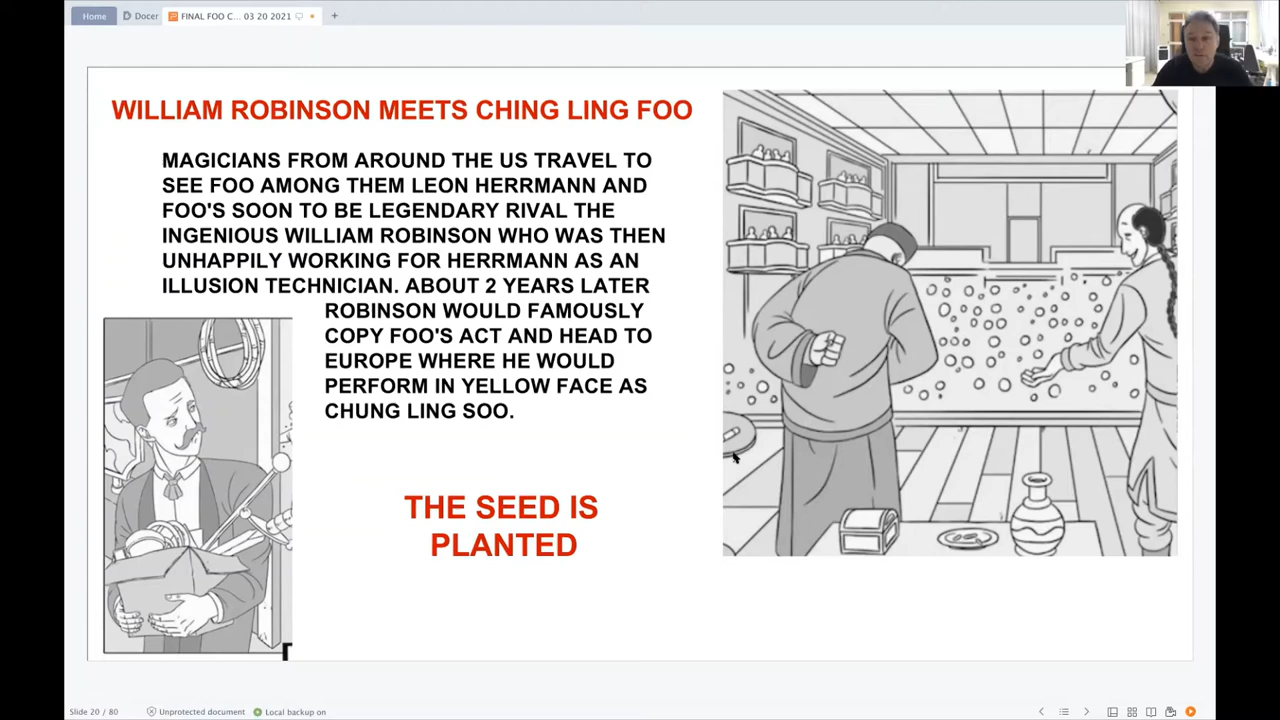 Home
Docer
FINAL FOO C... 03 20 2021
WILLIAM ROBINSON MEETS CHING LING FOO
MAGICIANS FROM AROUND THE US TRAVEL TO
SEE FOO AMONG THEM LEON HERRMANN AND
FOO'S SOON TO BE LEGENDARY RIVAL THE
INGENIOUS WILLIAM ROBINSON WHO WAS THEN
UNHAPPILY WORKING FOR HERRMANN AS AN
ILLUSION TECHNICIAN. ABOUT 2 YEARS LATER
ROBINSON WOULD FAMOUSLY
COPY FOO'S ACT AND HEAD TO
EUROPE WHERE HE WOULD
PERFORM IN YELLOW FACE AS
CHUNG LING SOO.
THE SEED IS
PLANTED
Slide 20 / 80
Unprotected document
Local backup on